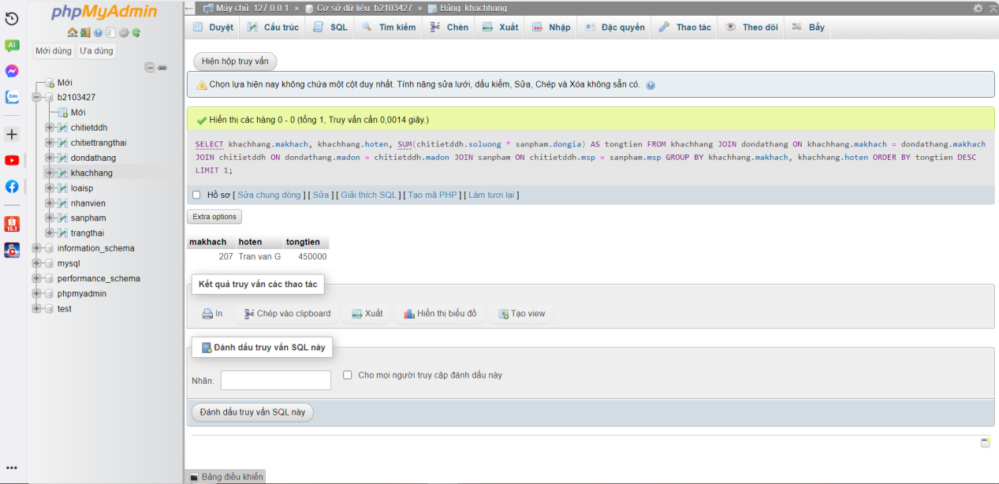 phpMyAdmin
Mới dùng Ưa dùng
Mới
b2103427
Mới
chitietddh
chitiettrangthai
dondathang
khachhang
loaisp
nhanvien
sanpham
trangthai
information_schema
mysql
performance_schema
phpmyadmin
test
AI
Zalo
15.1
Máy chủ: 127.0.0.1 » Cơ sở dữ liệu: b2103427 » Bảng: khachhang
Duyệt Cấu trúc SQL Tìm kiếm Chèn Xuất Nhập Đặc quyền Thao tác Theo dõi Bẫy
Hiện hộp truy vấn
Chọn lựa hiện nay không chứa một cột duy nhất. Tính năng sửa lưới, dấu kiểm, Sửa, Chép và Xóa không sẵn có.
Hiển thị các hàng 0 - 0 (tổng 1, Truy vấn cần 0,0014 giây.)
SELECT khachhang.makhach, khachhang.hoten, SUM(chitietddh.soluong * sanpham.dongia) AS tongtien FROM khachhang JOIN dondathang ON khachhang.makhach = dondathang.makhach
JOIN chitietddh ON dondathang.madon = chitietddh.madon JOIN sanpham ON chitietddh.msp = sanpham.msp GROUP BY khachhang.makhach, khachhang.hoten ORDER BY tongtien DESC
LIMIT 1;
Hồ sơ [ Sửa chung dòng ] [ Sửa ] [ Giải thích SQL ] [ Tạo mã PHP ] [ Làm tươi lại ]
Extra options
makhach hoten tongtien
207 Tran van G 450000
Kết quả truy vấn các thao tác
In Chép vào clipboard Xuất Hiển thị biểu đồ Tạo view
Đánh dấu truy vấn SQL này
Nhãn: Cho mọi người truy cập đánh dấu này
Đánh dấu truy vấn SQL này
Bảng điều khiển